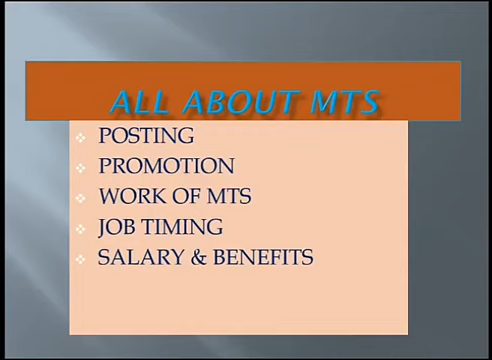 ALL ABOUT MTS
POSTING
PROMOTION
WORK OF MTS
JOB TIMING
SALARY & BENEFITS